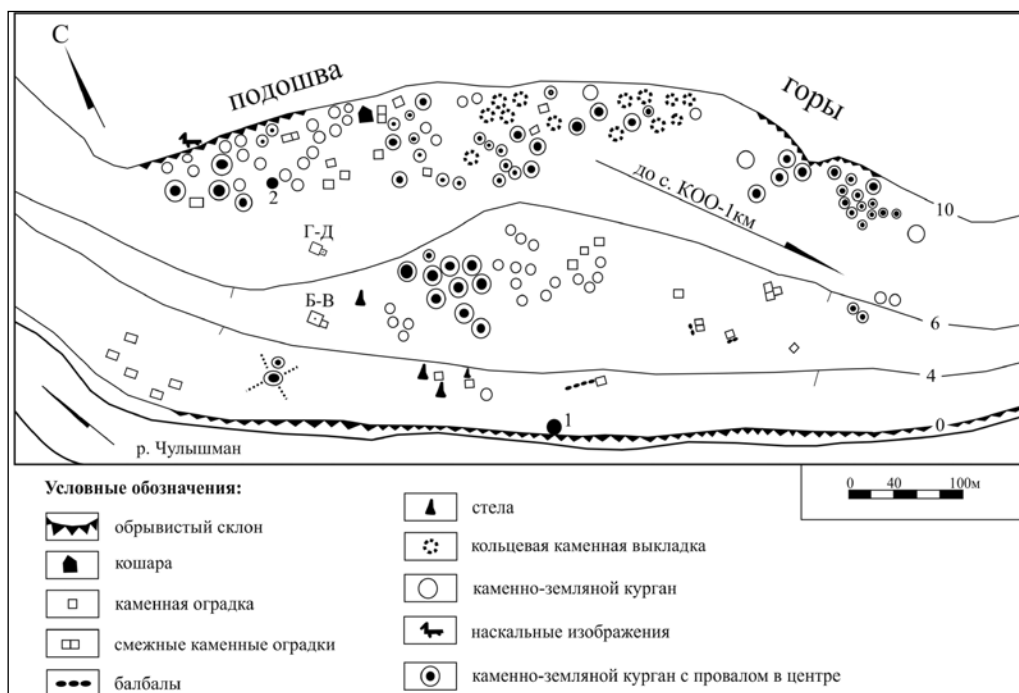 С
подошва
горы
2
до с. КОО-1км
10
Г-Д
Б-В
6
4
1
0
р. Чулышман
Условные обозначения:
обрывистый склон
кошара
каменная оградка
смежные каменные оградки
балбалы
0 40 100м
стела
кольцевая каменная выкладка
каменно-земляной курган
наскальные изображения
каменно-земляной курган с провалом в центре